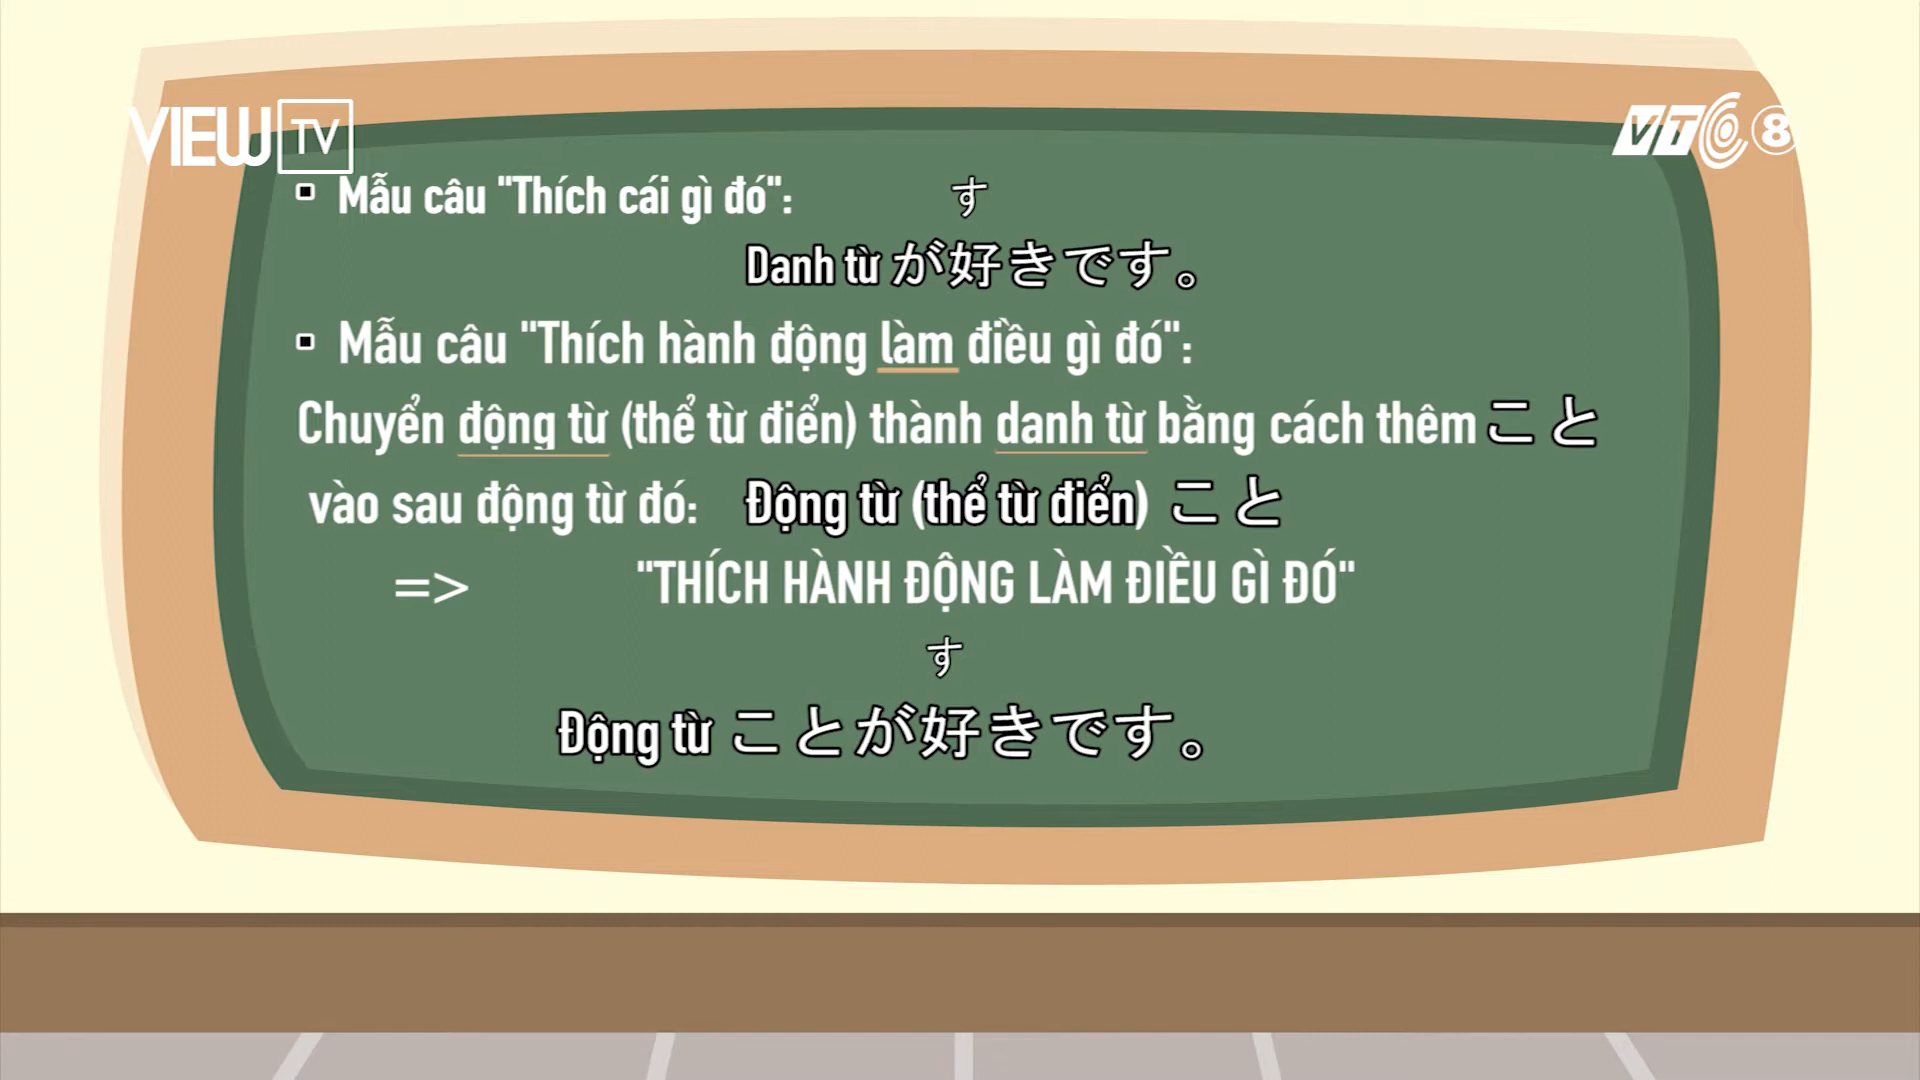 VIEW TV
VTC 8
▫ Mẫu câu "Thích cái gì đó":
す
Danh từ が好きです。
▫ Mẫu câu "Thích hành động làm điều gì đó":
Chuyển động từ (thể từ điển) thành danh từ bằng cách thêm こと
vào sau động từ đó: Động từ (thể từ điển) こと
=> "THÍCH HÀNH ĐỘNG LÀM ĐIỀU GÌ ĐÓ"
す
Động từ ことが好きです。